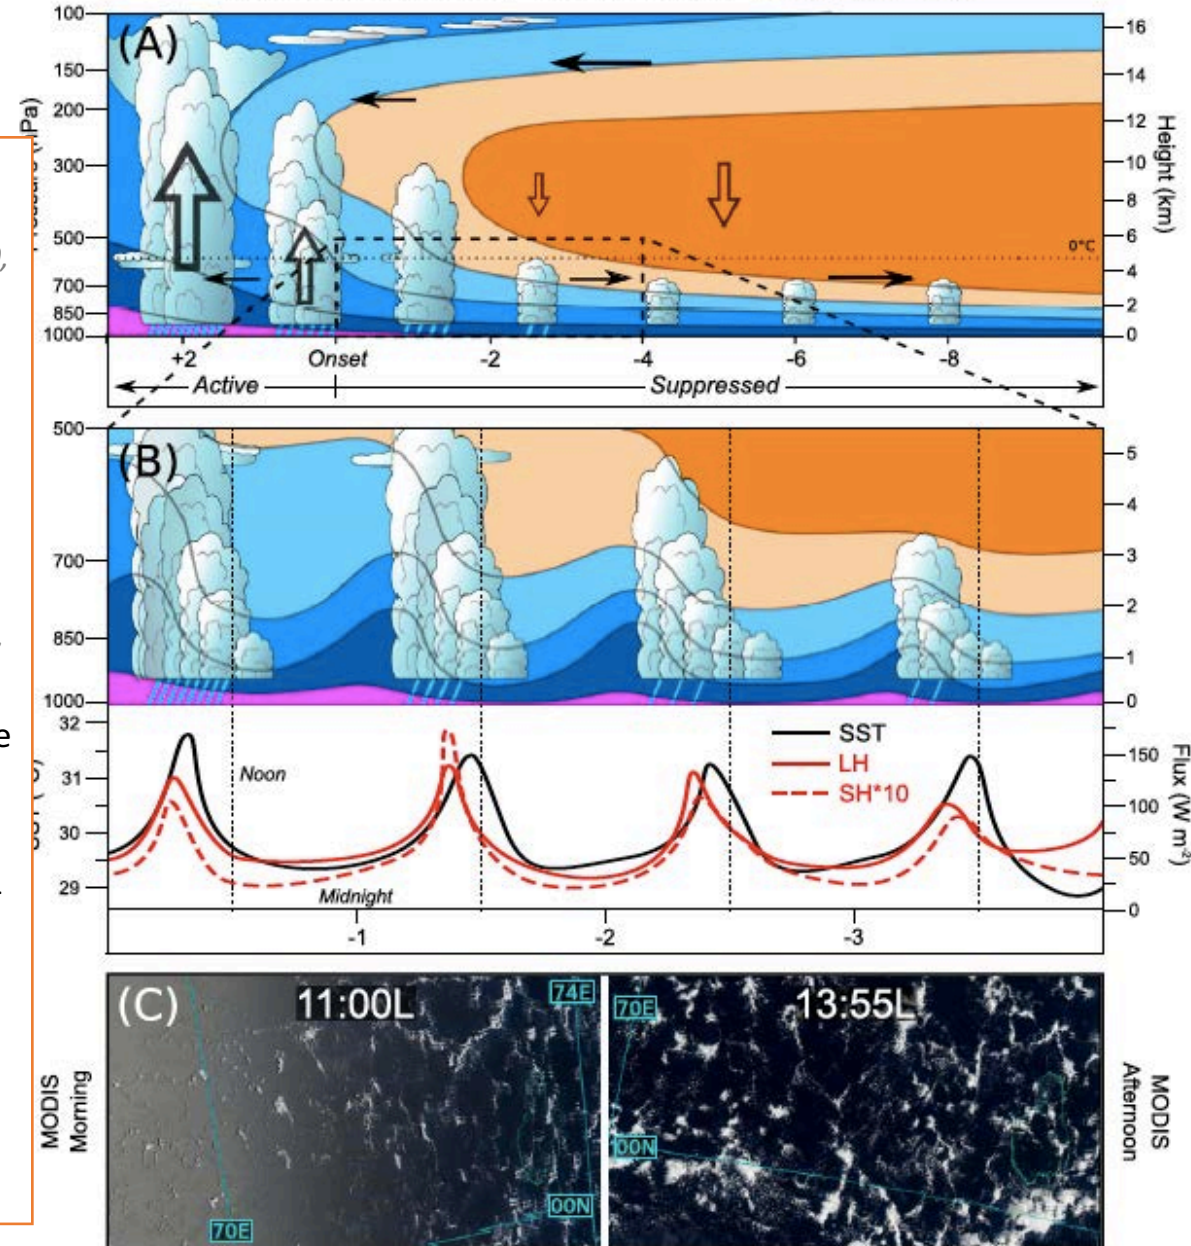 100
150
200
300
500
700
850
1000
(A)
16
14
12
10
8
6
4
2
0
Height (km)
0°C
+2
Onset
-2
-4
-6
-8
Active
Suppressed
500
700
850
1000
(B)
5
4
3
2
1
0
32
31
30
29
Noon
Midnight
SST
LH
SH*10
150
100
50
0
Flux (W m⁻²)
-1
-2
-3
(C)
11:00L
74E
70E
00N
MODIS
Morning
70E
13:55L
00N
MODIS
Afternoon